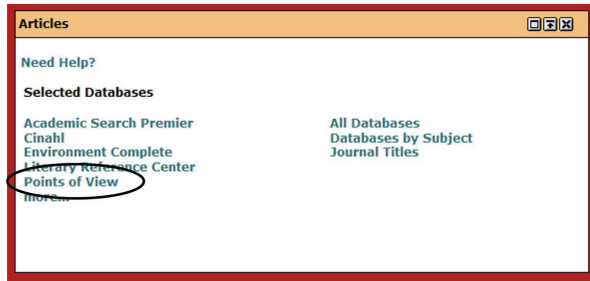 Articles
Need Help?
Selected Databases
Academic Search Premier
Cinahl
Environment Complete
Literary Reference Center
Points of View
more...
All Databases
Databases by Subject
Journal Titles